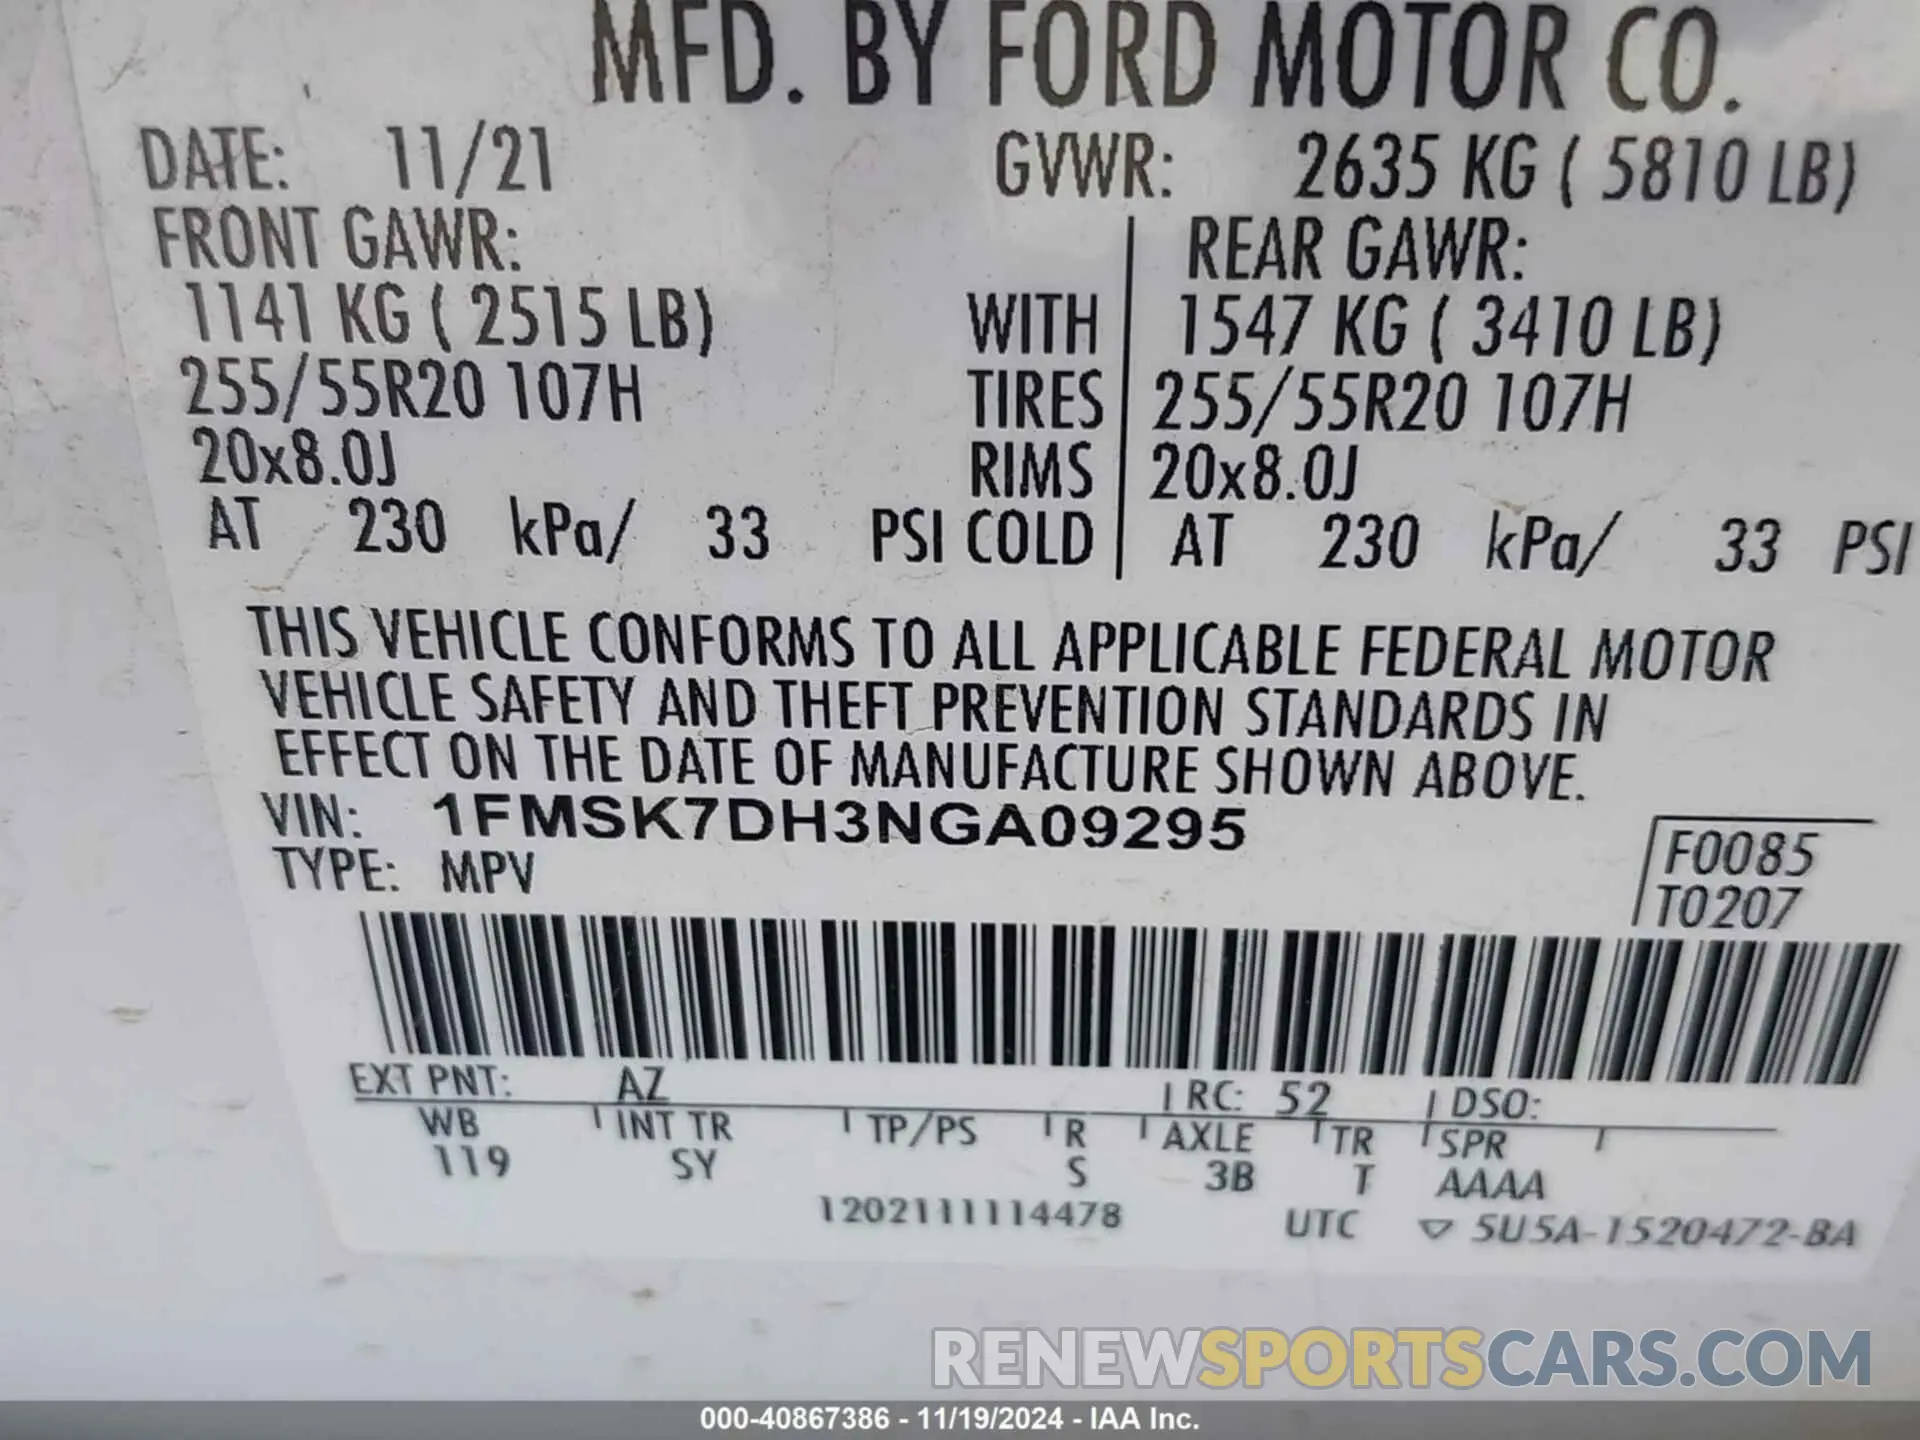 MFD. BY FORD MOTOR CO.
DATE: 11/21 GVWR: 2635 KG ( 5810 LB)
FRONT GAWR: REAR GAWR:
1141 KG ( 2515 LB) WITH 1547 KG ( 3410 LB)
255/55R20 107H TIRES 255/55R20 107H
20x8.0J RIMS 20x8.0J
AT 230 kPa/ 33 PSI COLD AT 230 kPa/ 33 PSI
THIS VEHICLE CONFORMS TO ALL APPLICABLE FEDERAL MOTOR
VEHICLE SAFETY AND THEFT PREVENTION STANDARDS IN
EFFECT ON THE DATE OF MANUFACTURE SHOWN ABOVE.
VIN: 1FMSK7DH3NGA09295
TYPE: MPV
F0085
T0207
EXT PNT: AZ RC: 52 DSO:
WB INT TR TP/PS R AXLE TR SPR
119 SY S 3B T AAAA
1202111114478 UTC ▽ 5U5A-1520472-BA
RENEWSPORTSCARS.COM
000-40867386 - 11/19/2024 - IAA Inc.